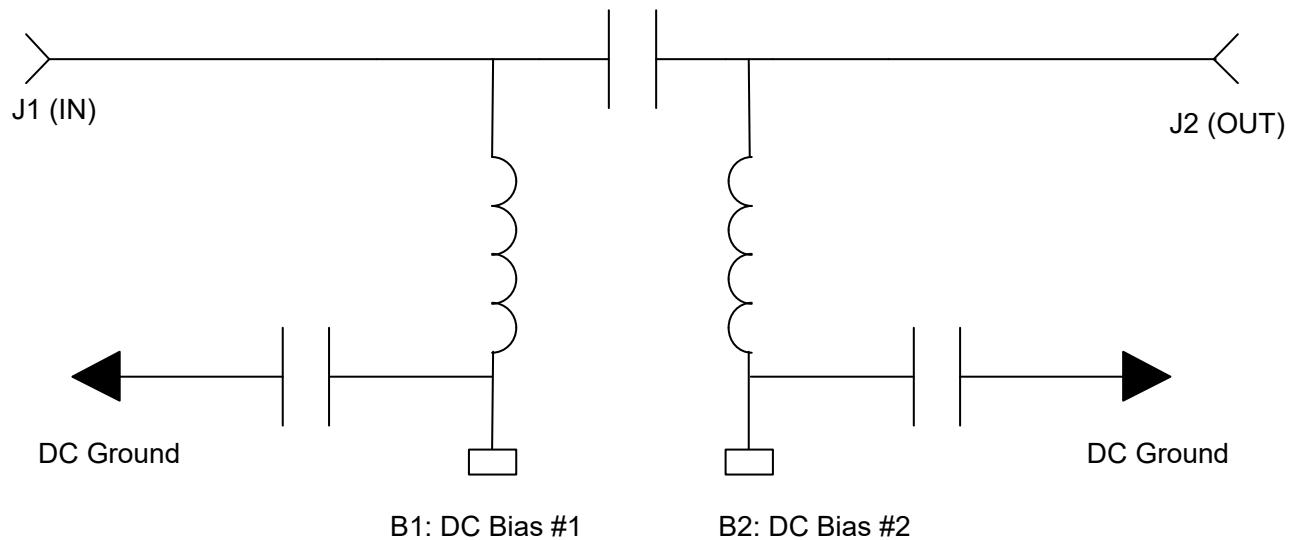 J1 (IN)
J2 (OUT)
DC Ground
DC Ground
B1: DC Bias #1
B2: DC Bias #2